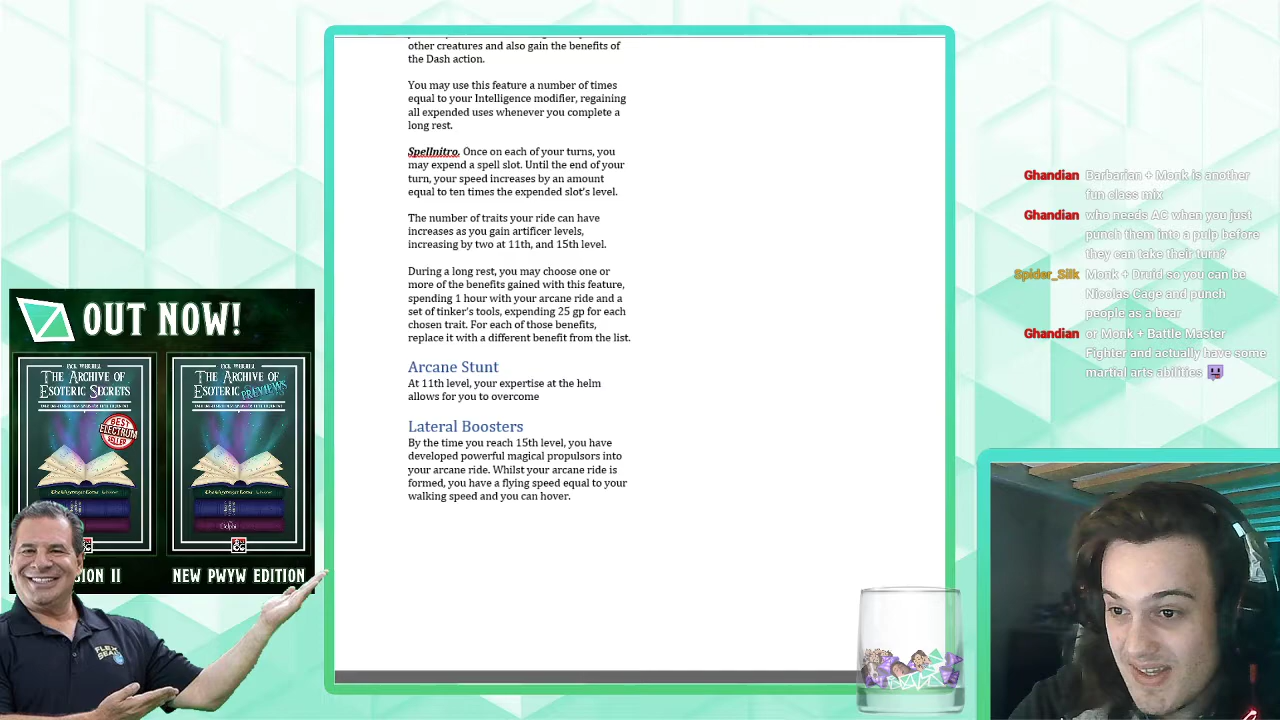 other creatures and also gain the benefits of
the Dash action.
You may use this feature a number of times
equal to your Intelligence modifier, regaining
all expended uses whenever you complete a
long rest.
Spellnitro. Once on each of your turns, you
may expend a spell slot. Until the end of your
turn, your speed increases by an amount
equal to ten times the expended slot's level.
The number of traits your ride can have
increases as you gain artificer levels,
increasing by two at 11th, and 15th level.
During a long rest, you may choose one or
more of the benefits gained with this feature,
spending 1 hour with your arcane ride and a
set of tinker's tools, expending 25 gp for each
chosen trait. For each of those benefits,
replace it with a different benefit from the list.
Arcane Stunt
At 11th level, your expertise at the helm
allows for you to overcome
Lateral Boosters
By the time you reach 15th level, you have
developed powerful magical propulsors into
your arcane ride. Whilst your arcane ride is
formed, you have a flying speed equal to your
walking speed and you can hover.
OUT NOW!
THE ARCHIVE OF
ESOTERIC SECRETS
BEST
ELECTRUM
SELLER
THE ARCHIVE OF
ESOTERIC PREVIEWS
ION II
NEW PWYW EDITION
FLEX
SEAL
Ghandian Barbarian + Monk is another
fun class mix
Ghandian who needs AC when you just
punch them into a pulp before
they can take their turn?
Spider_Silk Monk + Druid so you can be
Nicolas Cage and punch
people as a bear
Ghandian or Monk + Battle Master
Fighter and actually have some
martial arts abilities